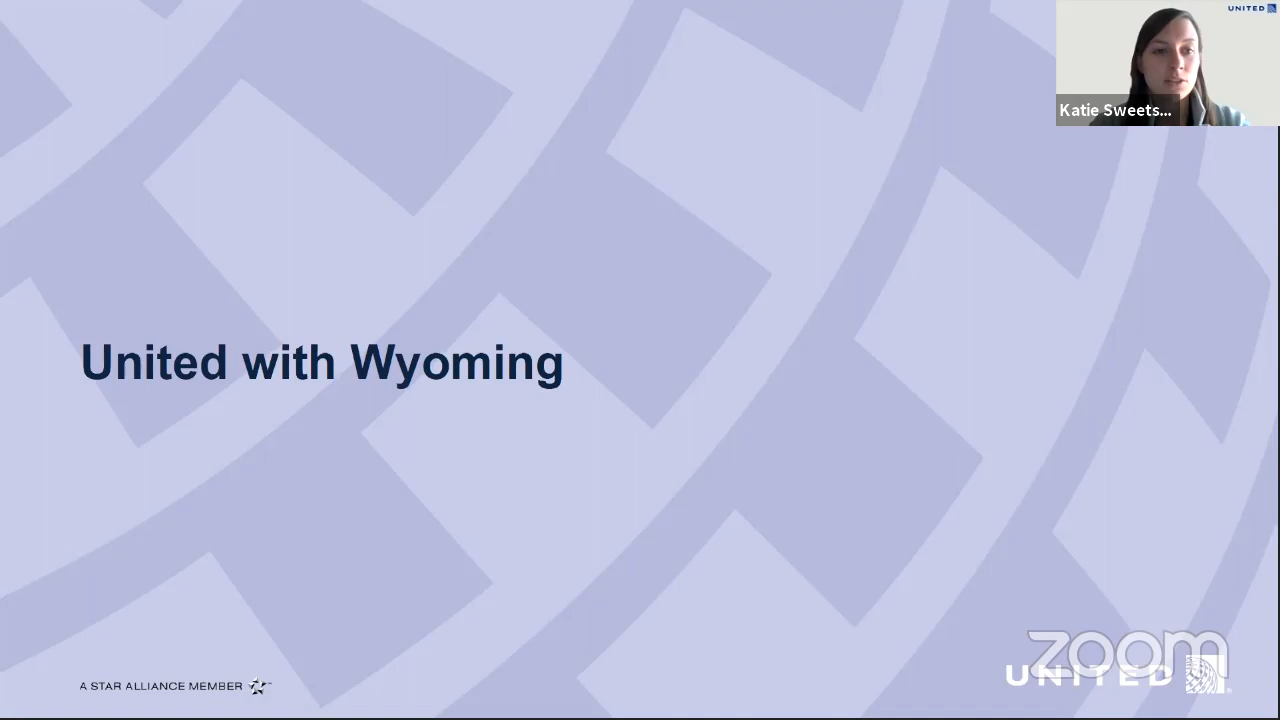 UNITED
Katie Sweets...
United with Wyoming
A STAR ALLIANCE MEMBER
zoom
UNITED